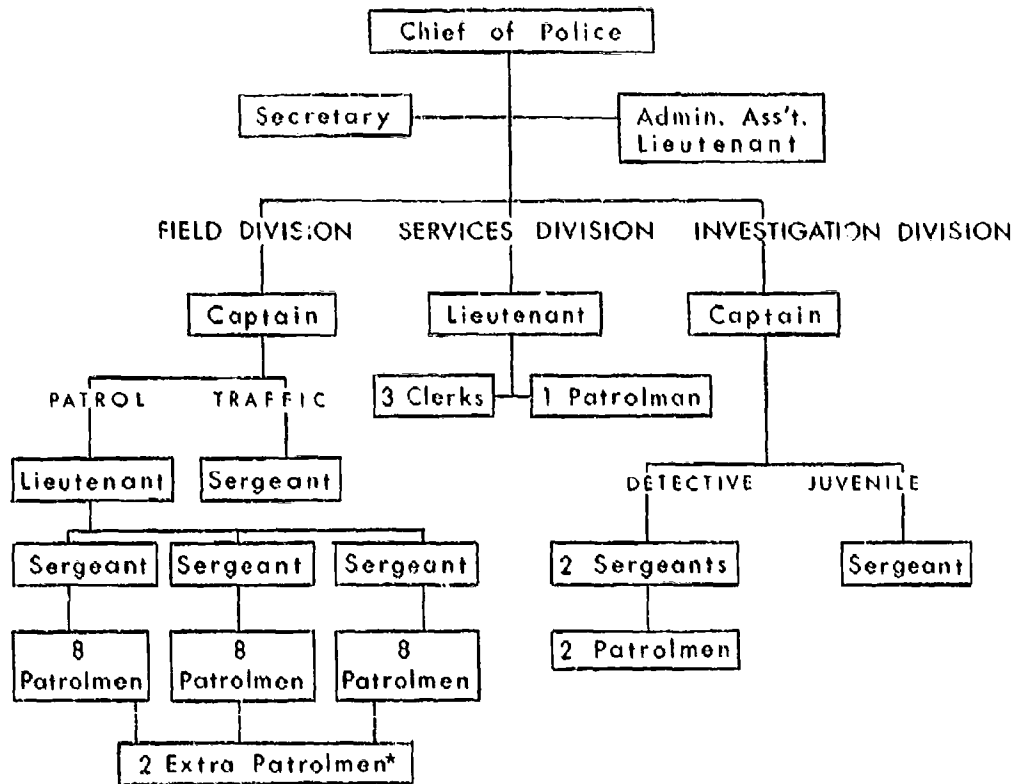 Chief of Police
Secretary
Admin. Ass't.
Lieutenant
FIELD DIVISION
SERVICES DIVISION
INVESTIGATION DIVISION
Captain
Lieutenant
Captain
PATROL
TRAFFIC
3 Clerks
1 Patrolman
Lieutenant
Sergeant
DETECTIVE
JUVENILE
Sergeant
Sergeant
Sergeant
2 Sergeants
Sergeant
8
Patrolmen
8
Patrolmen
8
Patrolmen
2 Patrolmen
2 Extra Patrolmen*